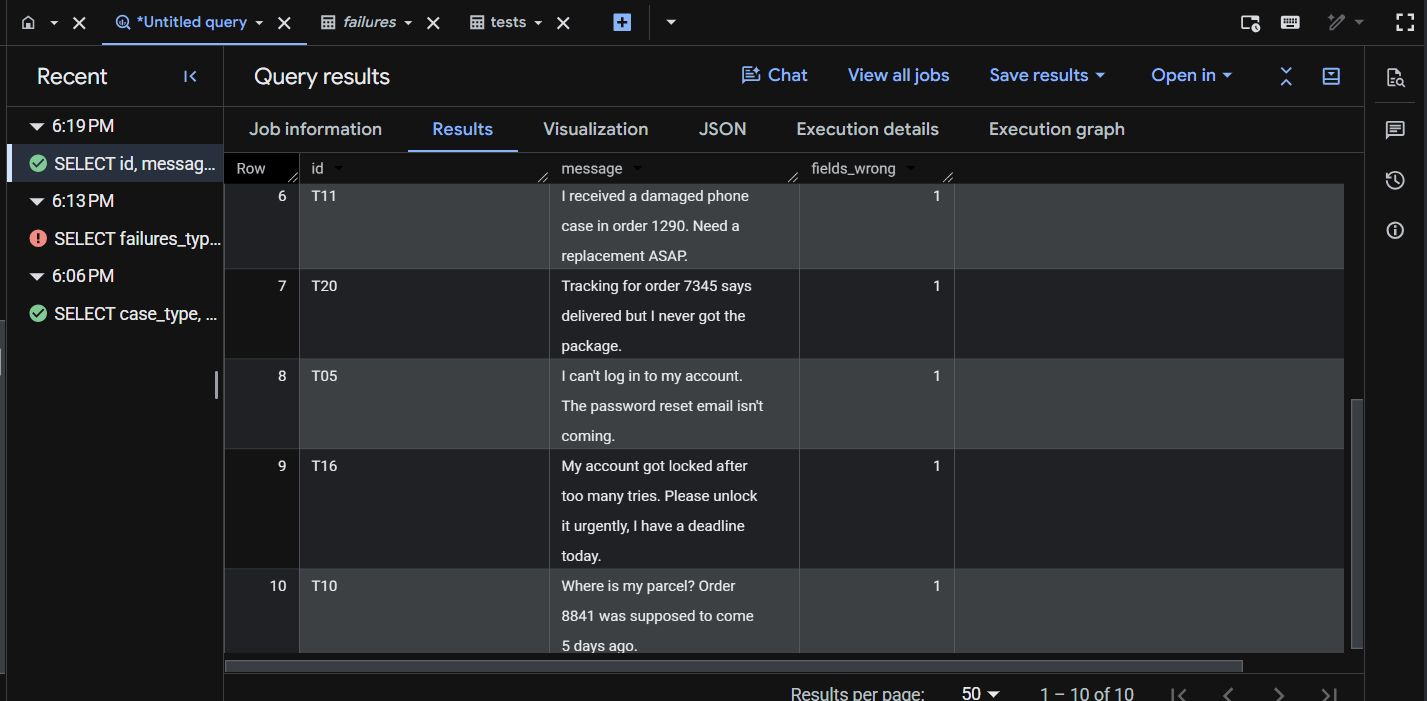 *Untitled query
failures
tests
Recent
Query results
Chat
View all jobs
Save results
Open in
6:19 PM
SELECT id, messag...
6:13 PM
SELECT failures_typ...
6:06 PM
SELECT case_type, ...
Job information
Results
Visualization
JSON
Execution details
Execution graph
Row
id
message
fields_wrong
6
T11
I received a damaged phone
case in order 1290. Need a
replacement ASAP.
1
7
T20
Tracking for order 7345 says
delivered but I never got the
package.
1
8
T05
I can't log in to my account.
The password reset email isn't
coming.
1
9
T16
My account got locked after
too many tries. Please unlock
it urgently, I have a deadline
today.
1
10
T10
Where is my parcel? Order
8841 was supposed to come
5 days ago.
1
Results per page:
50
1 – 10 of 10